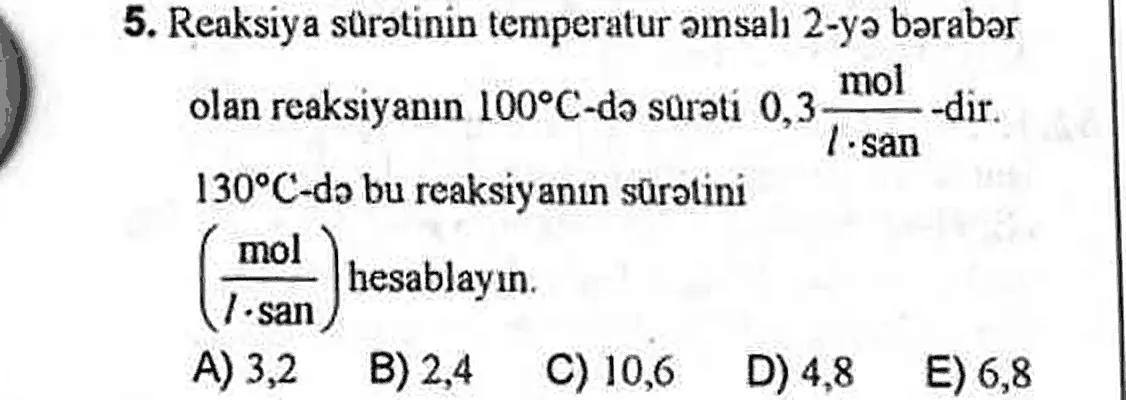 5. Reaksiya sürətinin temperatur əmsalı 2-yə bərabər
olan reaksiyanın 100°C-də sürəti 0,3 mol/l·san -dir.
130°C-də bu reaksiyanın sürətini
(mol/l·san) hesablayın.
A) 3,2 B) 2,4 C) 10,6 D) 4,8 E) 6,8